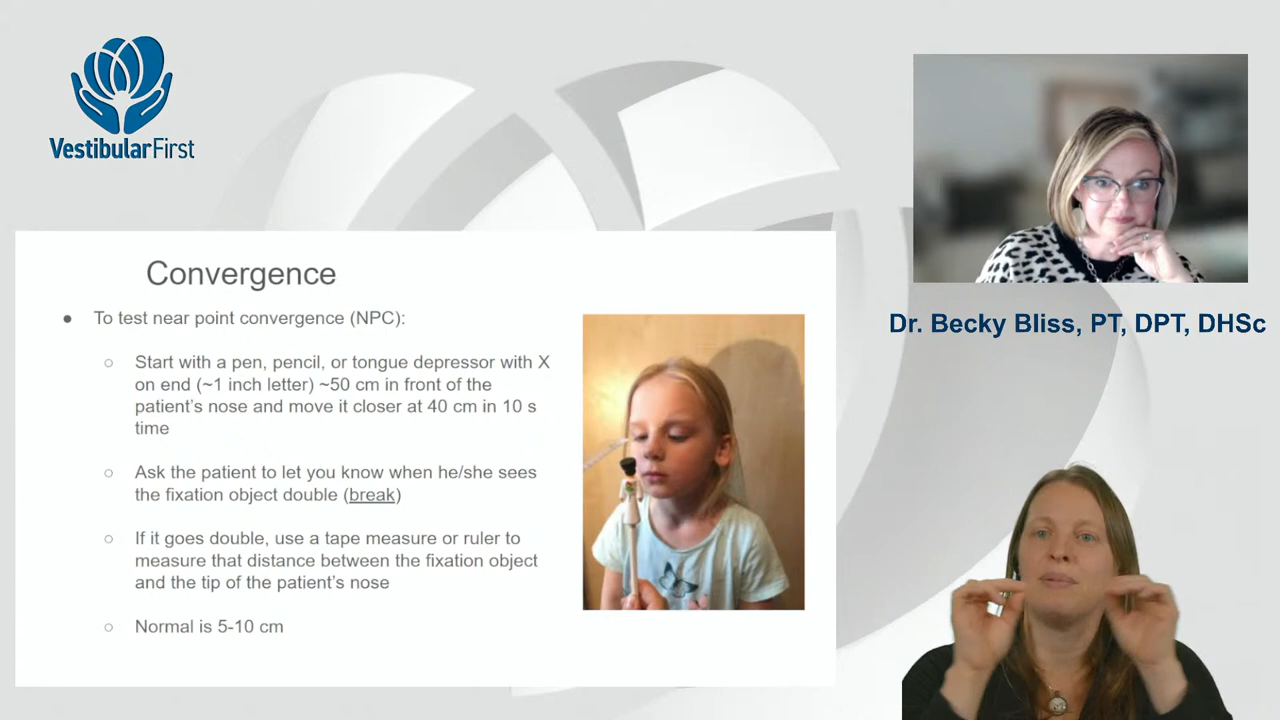 VestibularFirst
Convergence
● To test near point convergence (NPC):
○ Start with a pen, pencil, or tongue depressor with X
on end (~1 inch letter) ~50 cm in front of the
patient's nose and move it closer at 40 cm in 10 s
time
○ Ask the patient to let you know when he/she sees
the fixation object double (break)
○ If it goes double, use a tape measure or ruler to
measure that distance between the fixation object
and the tip of the patient's nose
○ Normal is 5-10 cm
Dr. Becky Bliss, PT, DPT, DHSc